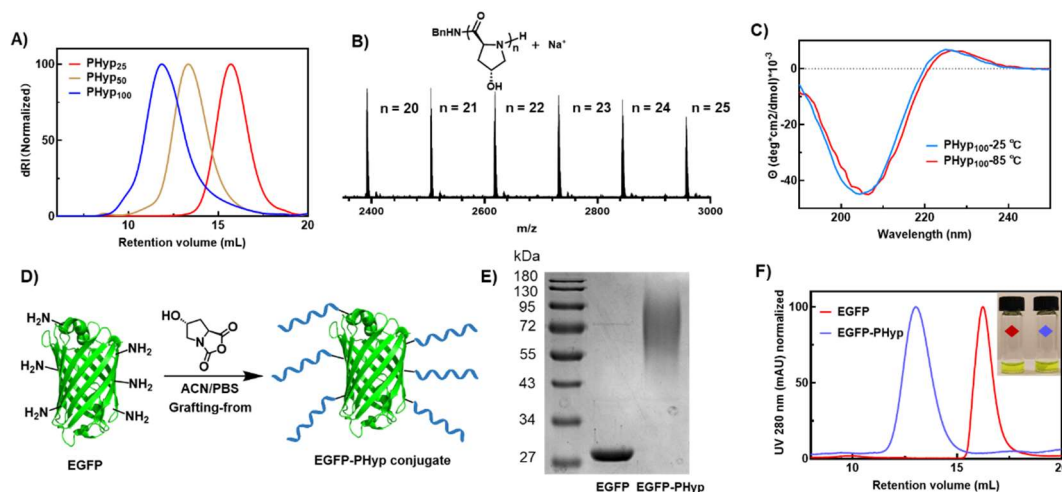 A)
dRI (Normalized)
100
50
0
PHyp25
PHyp50
PHyp100
10
15
20
Retention volume (mL)
B)
BnHN
O
N
H
n
OH
+ Na+
n = 20
n = 21
n = 22
n = 23
n = 24
n = 25
2400
2600
2800
3000
m/z
C)
Θ (deg*cm2/dmol)*10-3
0
-20
-40
PHyp100-25 °C
PHyp100-85 °C
200
220
240
Wavelength (nm)
D)
H2N
H2N
H2N
NH2
NH2
NH2
EGFP
HO
N
O
O
O
ACN/PBS
Grafting-from
EGFP-PHyp conjugate
E)
kDa
180
130
95
72
55
43
34
27
EGFP
EGFP-PHyp
F)
UV 2280 nm (mAU) normalized
100
50
0
EGFP
EGFP-PHyp
10
15
20
Retention volume (mL)